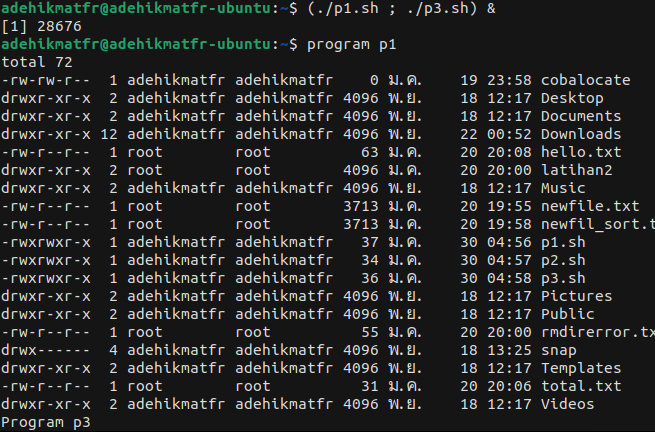 adehikmatfr@adehikmatfr-ubuntu:~$ (./p1.sh ; ./p3.sh) &
[1] 28676
adehikmatfr@adehikmatfr-ubuntu:~$ program p1
total 72
-rw-rw-r--  1 adehikmatfr adehikmatfr    0 ม.ค.    19 23:58 cobalocate
drwxr-xr-x  2 adehikmatfr adehikmatfr 4096 พ.ย.    18 12:17 Desktop
drwxr-xr-x  2 adehikmatfr adehikmatfr 4096 พ.ย.    18 12:17 Documents
drwxr-xr-x 12 adehikmatfr adehikmatfr 4096 พ.ย.    22 00:52 Downloads
-rw-r--r--  1 root        root          63 ม.ค.    20 20:08 hello.txt
drwxr-xr-x  2 root        root        4096 ม.ค.    20 20:00 latihan2
drwxr-xr-x  2 adehikmatfr adehikmatfr 4096 พ.ย.    18 12:17 Music
-rw-r--r--  1 root        root        3713 ม.ค.    20 19:55 newfile.txt
-rw-r--r--  1 root        root        3713 ม.ค.    20 19:58 newfil_sort.t
-rwxrwxr-x  1 adehikmatfr adehikmatfr   37 ม.ค.    30 04:56 p1.sh
-rwxrwxr-x  1 adehikmatfr adehikmatfr   34 ม.ค.    30 04:57 p2.sh
-rwxrwxr-x  1 adehikmatfr adehikmatfr   36 ม.ค.    30 04:58 p3.sh
drwxr-xr-x  2 adehikmatfr adehikmatfr 4096 พ.ย.    18 12:17 Pictures
drwxr-xr-x  2 adehikmatfr adehikmatfr 4096 พ.ย.    18 12:17 Public
-rw-r--r--  1 root        root          55 ม.ค.    20 20:00 rmdirerror.tx
drwx------  4 adehikmatfr adehikmatfr 4096 พ.ย.    18 13:25 snap
drwxr-xr-x  2 adehikmatfr adehikmatfr 4096 พ.ย.    18 12:17 Templates
-rw-r--r--  1 root        root          31 ม.ค.    20 20:06 total.txt
drwxr-xr-x  2 adehikmatfr adehikmatfr 4096 พ.ย.    18 12:17 Videos
Program p3